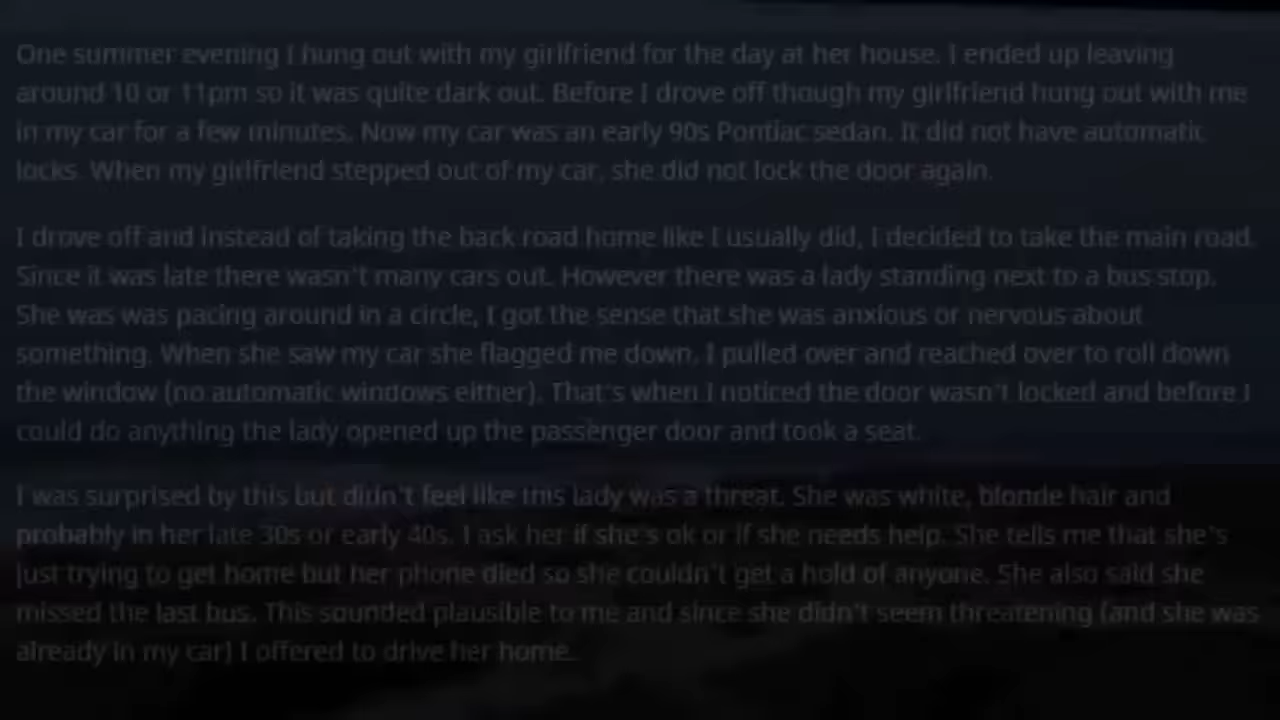 One summer evening I hung out with my girlfriend for the day at her house. I ended up leaving
around 10 or 11pm so it was quite dark out. Before I drove off though my girlfriend hung out with me
in my car for a few minutes. Now my car was an early 90s Pontiac sedan. It did not have automatic
locks. When my girlfriend stepped out of my car, she did not lock the door again.
I drove off and instead of taking the back road home like I usually did, I decided to take the main road.
Since it was late there wasn't many cars out. However there was a lady standing next to a bus stop.
She was was pacing around in a circle, I got the sense that she was anxious or nervous about
something. When she saw my car she flagged me down. I pulled over and reached over to roll down
the window (no automatic windows either). That's when I noticed the door wasn't locked and before I
could do anything the lady opened up the passenger door and took a seat.
I was surprised by this but didn't feel like this lady was a threat. She was white, blonde hair and
probably in her late 30s or early 40s. I ask her if she's ok or if she needs help. She tells me that she's
just trying to get home but her phone died so she couldn't get a hold of anyone. She also said she
missed the last bus. This sounded plausible to me and since she didn't seem threatening (and she was
already in my car) I offered to drive her home.